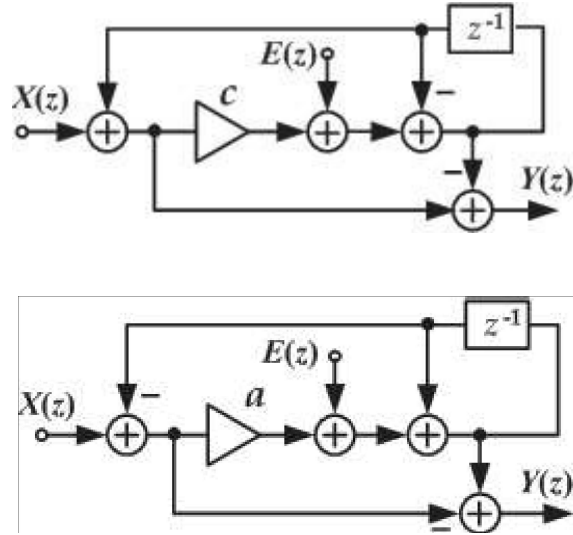 z⁻¹
E(z)
X(z)
c
+
+
−
+
−
Y(z)
+
z⁻¹
E(z)
X(z)
−
a
+
+
+
Y(z)
−
+